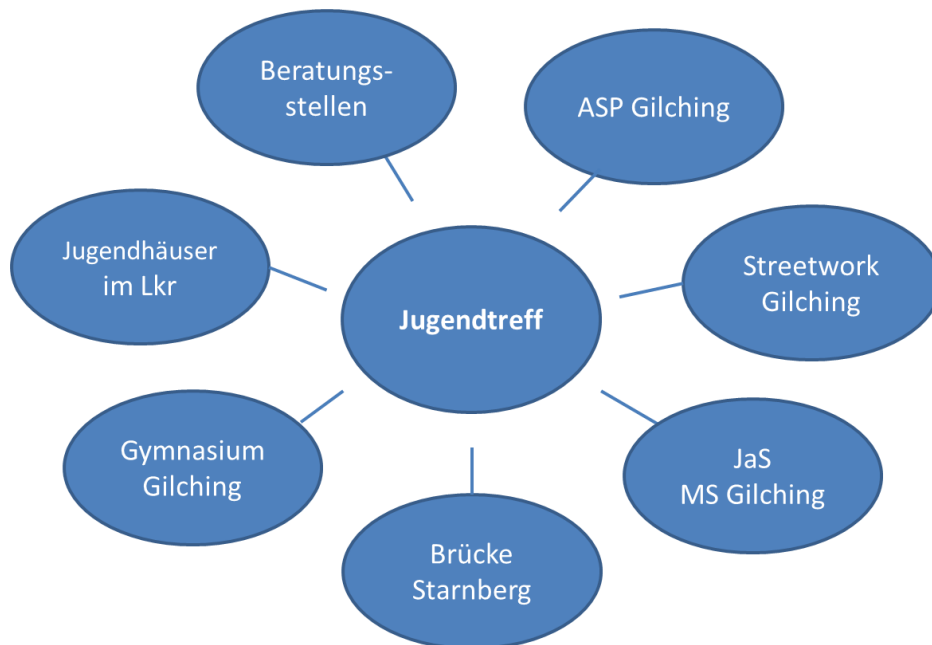 Beratungs-
stellen
ASP Gilching
Jugendhäuser
im Lkr
Streetwork
Gilching
Jugendtreff
Gymnasium
Gilching
JaS
MS Gilching
Brücke
Starnberg